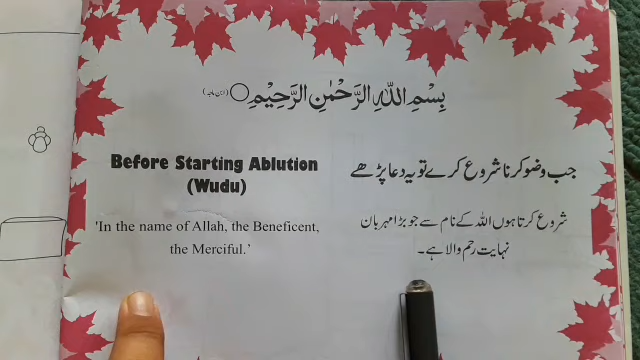 بِسْمِ اللّٰهِ الرَّحْمٰنِ الرَّحِيْمِ
Before Starting Ablution
(Wudu)
'In the name of Allah, the Beneficent,
the Merciful.'
جب وضو کرنا شروع کرے تو یہ دعا پڑھے
شروع کرتا ہوں اللہ کے نام سے جو بڑا مہربان
نہایت رحم والا ہے۔